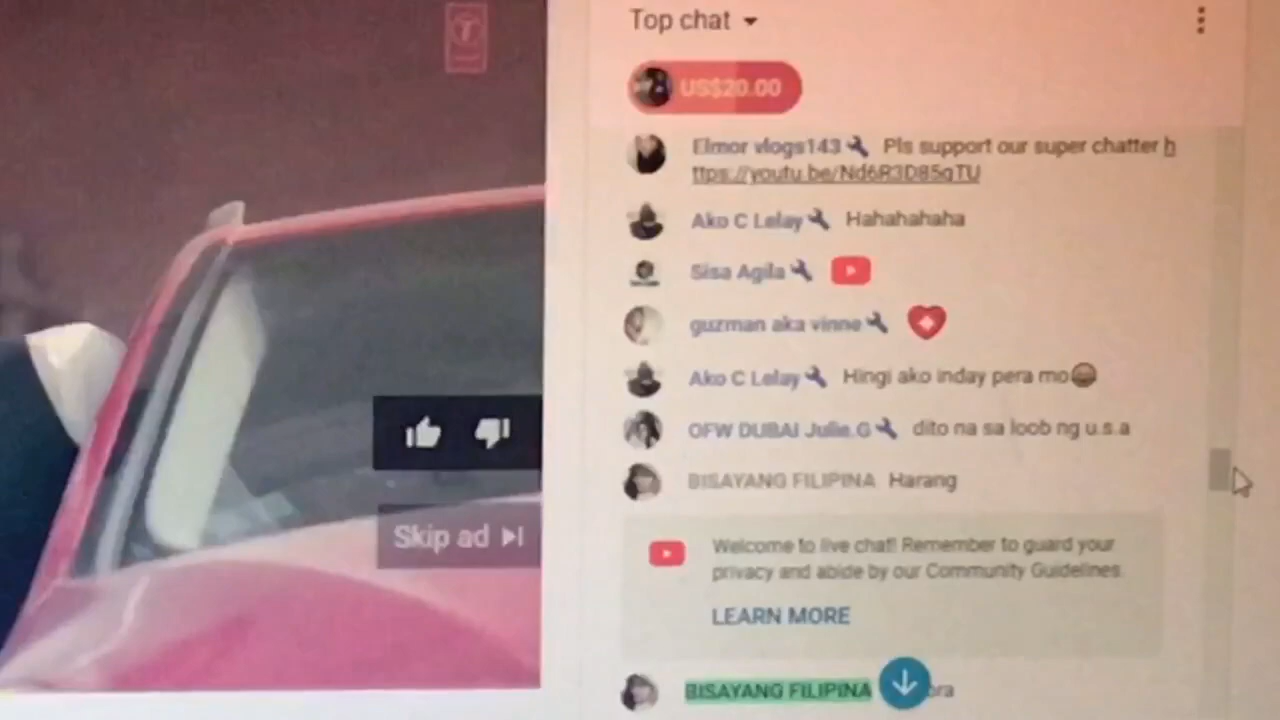 Top chat
US$20.00
Elmor vlogs143 Pls support our super chatter h
ttps://youtu.be/Nd6R3D85qTU
Ako C Lelay Hahahahaha
Sisa Agila
guzman aka vinne
Ako C Lelay Hingi ako inday pera mo
OFW DUBAI Julie.G dito na sa loob ng u.s.a
BISAYANG FILIPINA Harang
Skip ad
Welcome to live chat! Remember to guard your
privacy and abide by our Community Guidelines.
LEARN MORE
BISAYANG FILIPINA